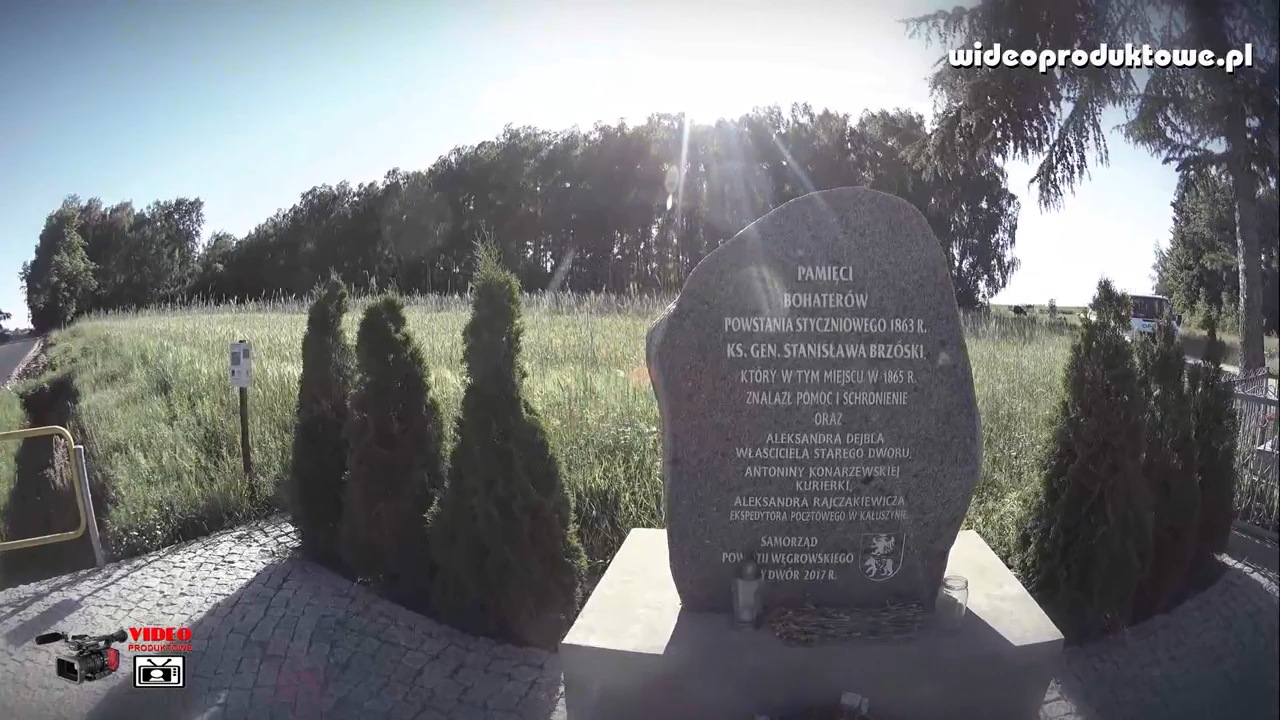 wideoproduktowe.pl
PAMIĘCI
BOHATERÓW
POWSTANIA STYCZNIOWEGO 1863 R.
KS. GEN. STANISŁAWA BRZÓSKI,
KTÓRY W TYM MIEJSCU W 1865 R.
ZNALAZŁ POMOC I SCHRONIENIE
ORAZ
ALEKSANDRA DEJBLA
WŁAŚCICIELA STAREGO DWORU,
ANTONINY KONARZEWSKIEJ
KURIERKI,
ALEKSANDRA RAJCZAKIEWICZA
EKSPEDYTORA POCZTOWEGO W KAŁUSZYNIE.
SAMORZĄD
WĘGROWSKIEGO
DWÓR 2017 R.
VIDEO
PRODUKTOWE